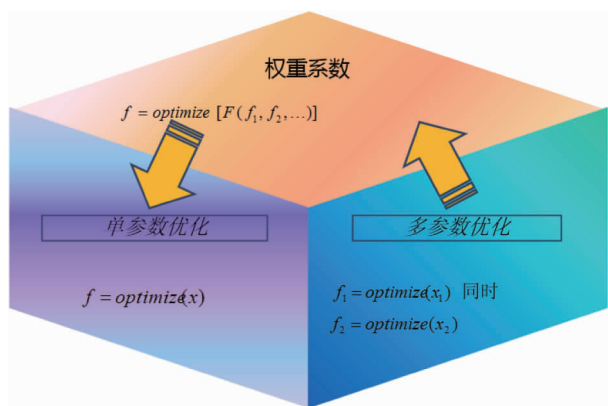 权重系数
f = optimize [F(f₁, f₂, …)]
单参数优化
f = optimize(x)
多参数优化
f₁ = optimize(x₁) 同时
f₂ = optimize(x₂)